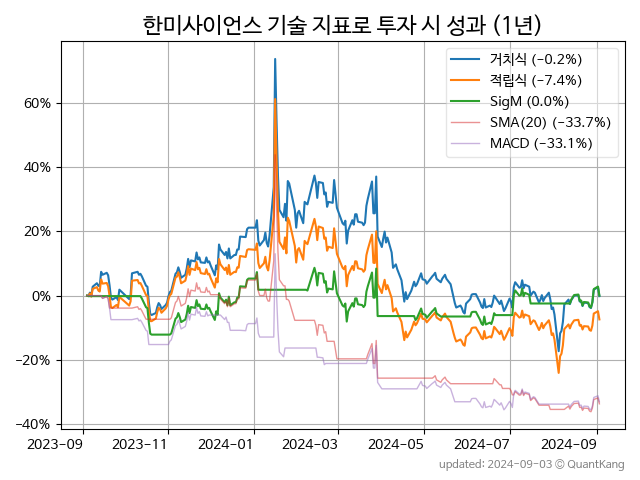 한미사이언스 기술 지표로 투자 시 성과 (1년)
거치식 (-0.2%)
적립식 (-7.4%)
SigM (0.0%)
SMA(20) (-33.7%)
MACD (-33.1%)
60%
40%
20%
0%
−20%
−40%
2023-09 2023-11 2024-01 2024-03 2024-05 2024-07 2024-09
updated: 2024-09-03 ⓒ QuantKang